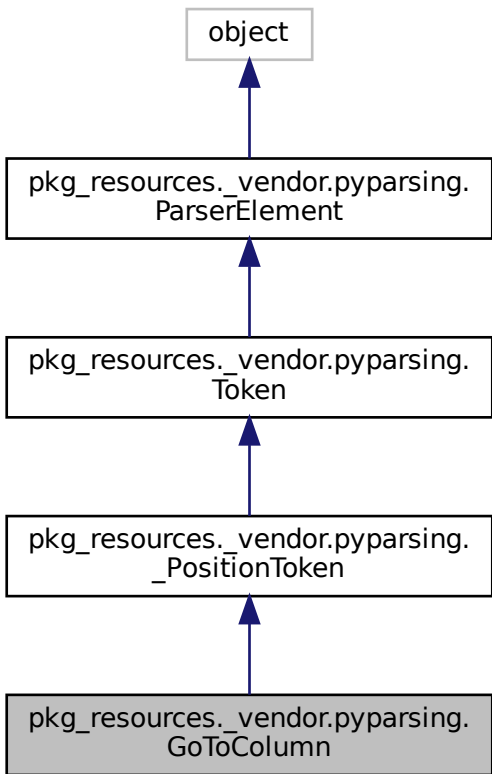 object
pkg_resources._vendor.pyparsing.
ParserElement
pkg_resources._vendor.pyparsing.
Token
pkg_resources._vendor.pyparsing.
_PositionToken
pkg_resources._vendor.pyparsing.
GoToColumn